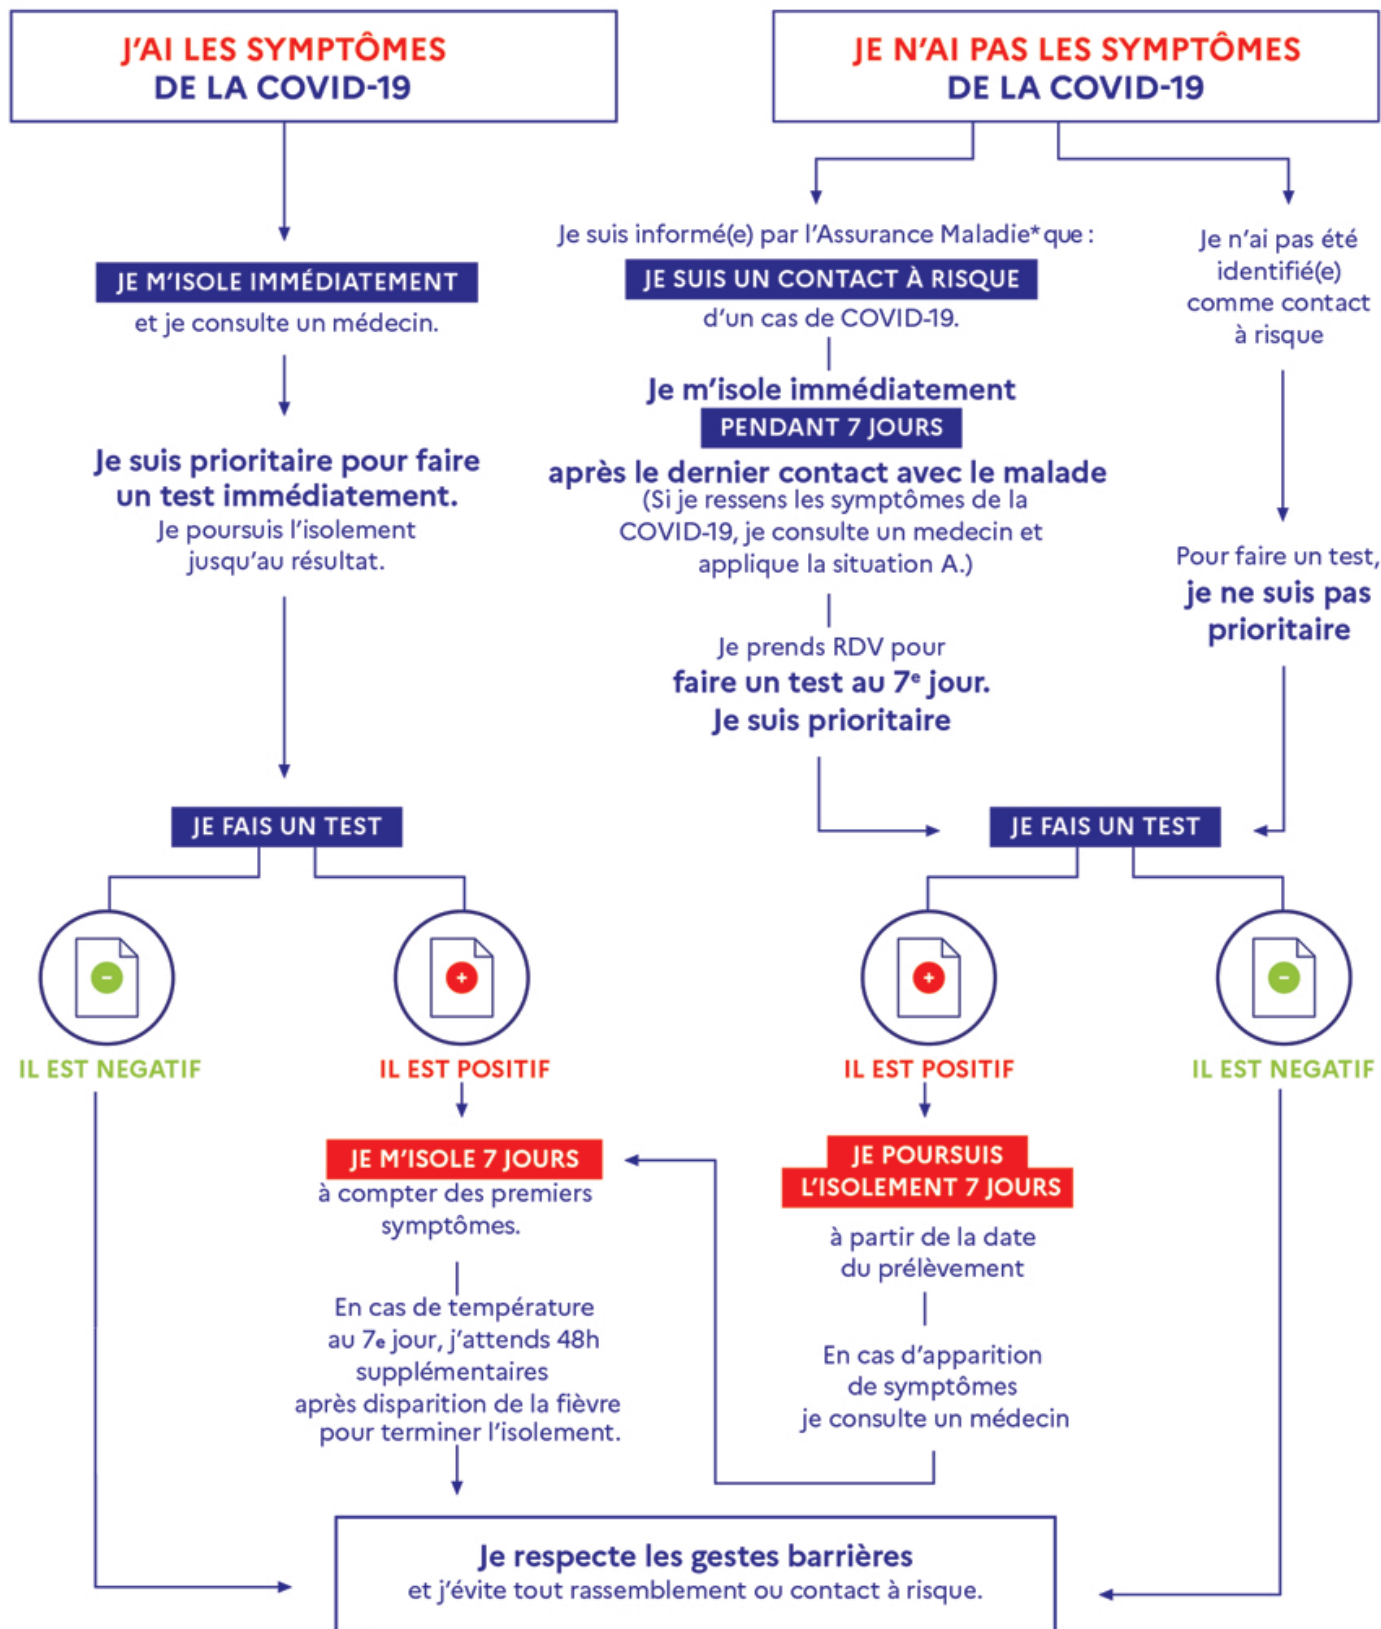 J'AI LES SYMPTÔMES
DE LA COVID-19
JE M'ISOLE IMMÉDIATEMENT
et je consulte un médecin.
Je suis prioritaire pour faire
un test immédiatement.
Je poursuis l'isolement
jusqu'au résultat.
JE FAIS UN TEST
-
+
IL EST NEGATIF
IL EST POSITIF
JE M'ISOLE 7 JOURS
à compter des premiers
symptômes.
En cas de température
au 7e jour, j'attends 48h
supplémentaires
après disparition de la fièvre
pour terminer l'isolement.
JE N'AI PAS LES SYMPTÔMES
DE LA COVID-19
Je suis informé(e) par l'Assurance Maladie* que :
JE SUIS UN CONTACT À RISQUE
d'un cas de COVID-19.
Je m'isole immédiatement
PENDANT 7 JOURS
après le dernier contact avec le malade
(Si je ressens les symptômes de la
COVID-19, je consulte un medecin et
applique la situation A.)
Je prends RDV pour
faire un test au 7e jour.
Je suis prioritaire
Je n'ai pas été
identifié(e)
comme contact
à risque
Pour faire un test,
je ne suis pas
prioritaire
JE FAIS UN TEST
+
-
IL EST POSITIF
IL EST NEGATIF
JE POURSUIS
L'ISOLEMENT 7 JOURS
à partir de la date
du prélèvement
En cas d'apparition
de symptômes
je consulte un médecin
Je respecte les gestes barrières
et j'évite tout rassemblement ou contact à risque.